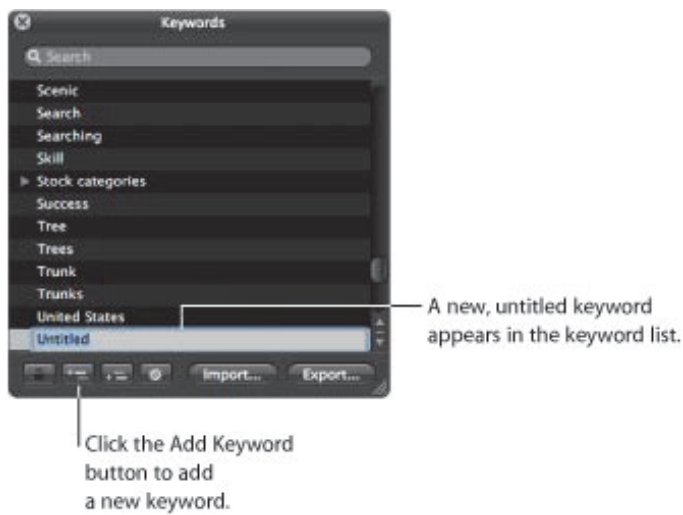 Keywords
Search
Scenic
Search
Searching
Skill
Stock categories
Success
Tree
Trees
Trunk
Trunks
United States
Untitled
Import... Export...
A new, untitled keyword
appears in the keyword list.
Click the Add Keyword
button to add
a new keyword.